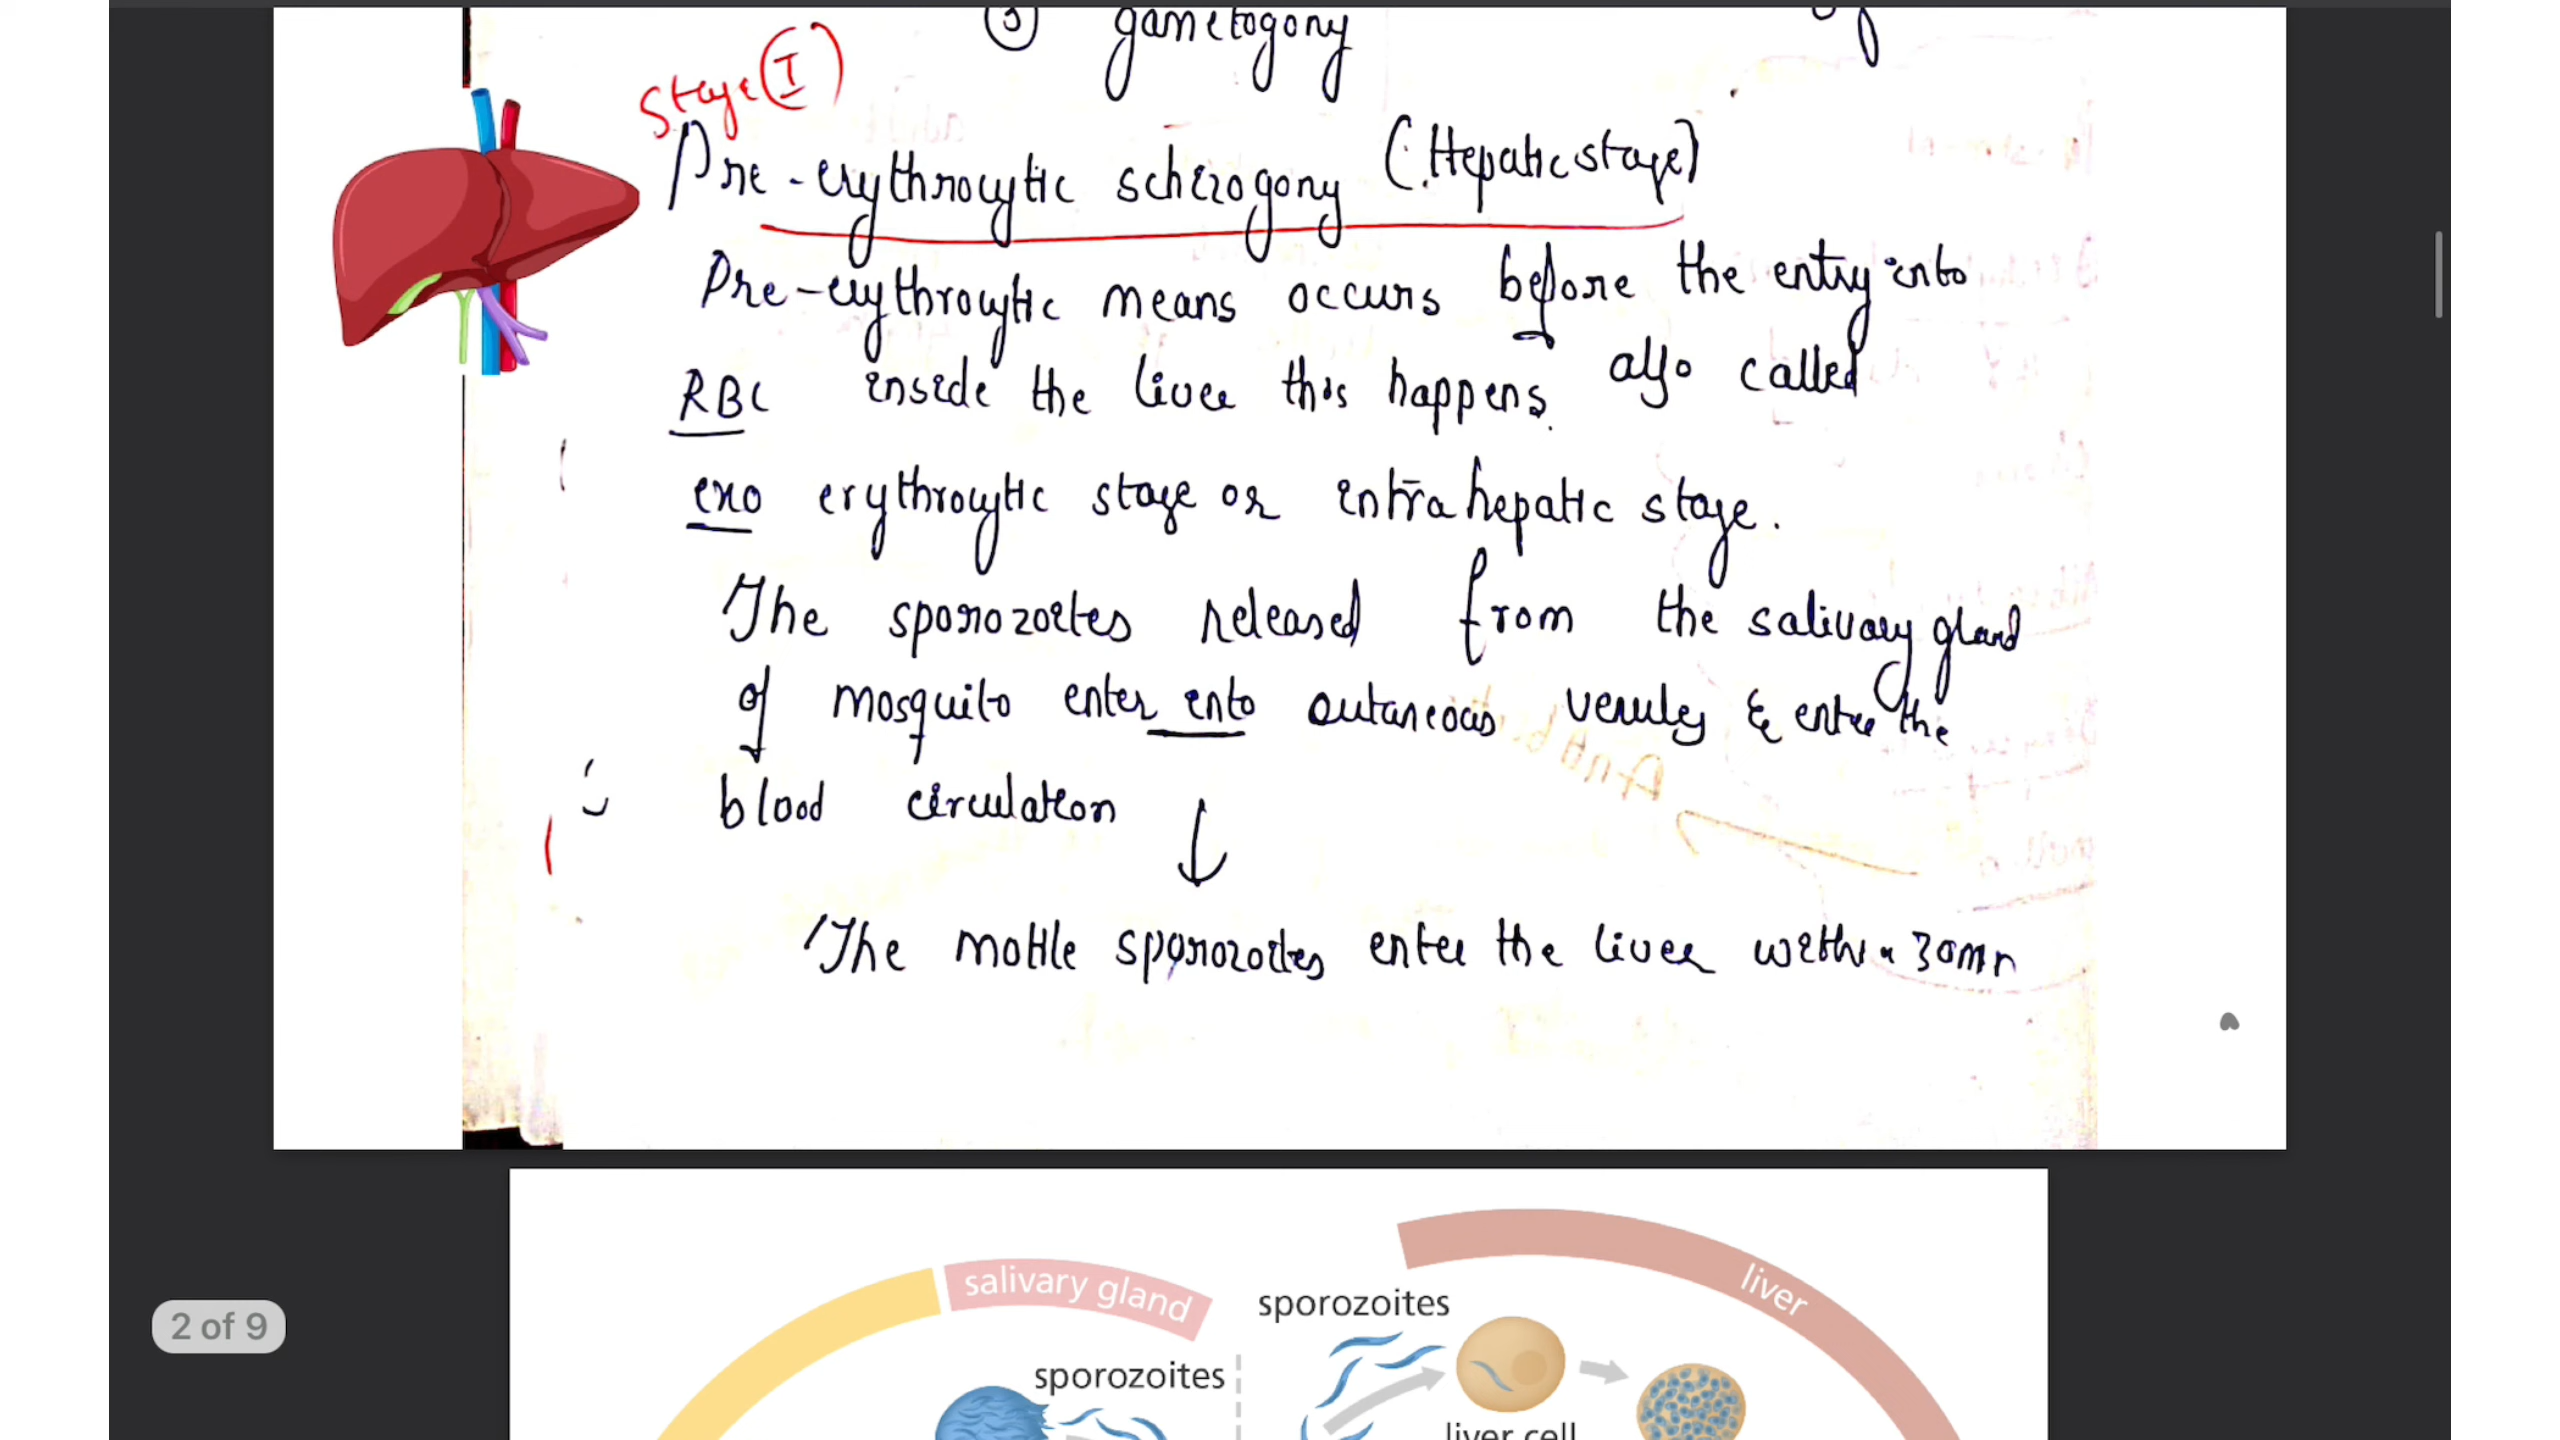 ③ gametogony
Stage I
Pre-erythrocytic schizogony (Hepatic stage)
Pre-erythrocytic means occurs before the entry into
RBC inside the liver this happens. also called
exo erythrocytic stage or intrahepatic stage.
The sporozoites released from the salivary gland
of mosquito enter into cutaneous venules & enter the
blood circulation
The motile sporozoites enter the liver within 30mn
salivary gland
liver
sporozoites
sporozoites
liver cell
2 of 9